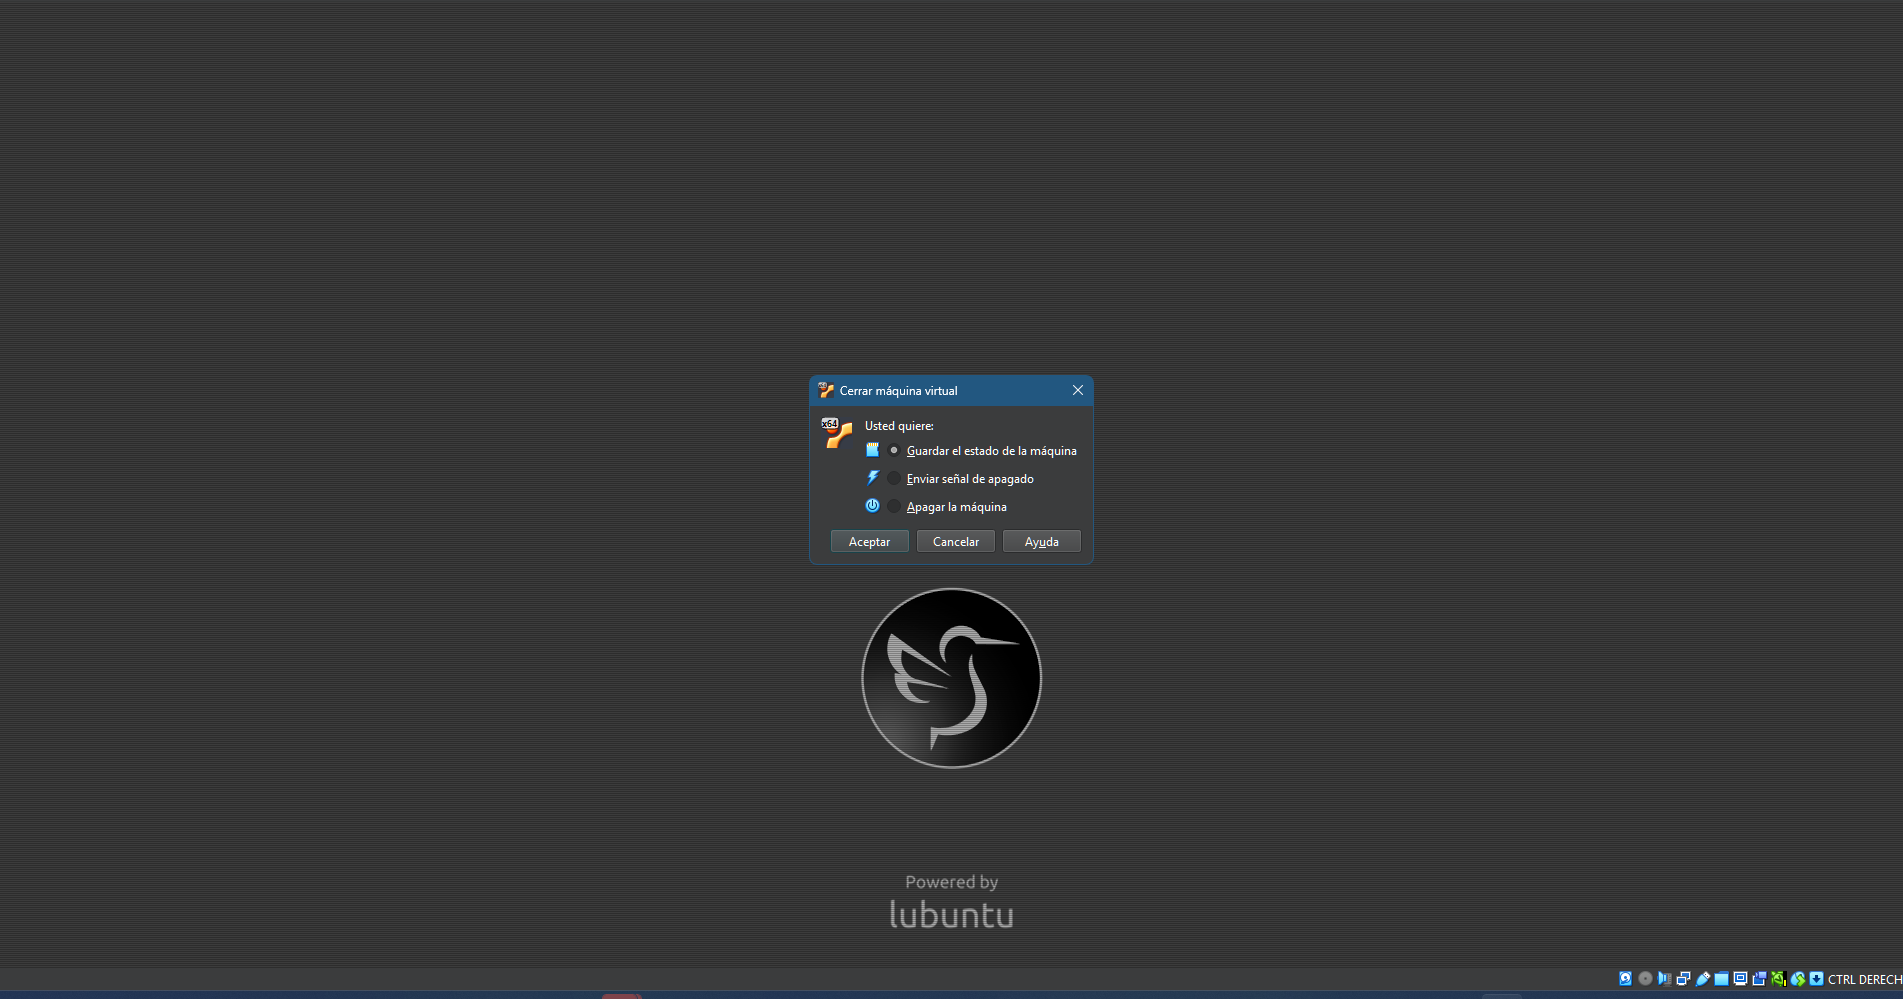 Cerrar máquina virtual
x64
Usted quiere:
Guardar el estado de la máquina
Enviar señal de apagado
Apagar la máquina
Aceptar
Cancelar
Ayuda
Powered by
lubuntu
CTRL DERECH